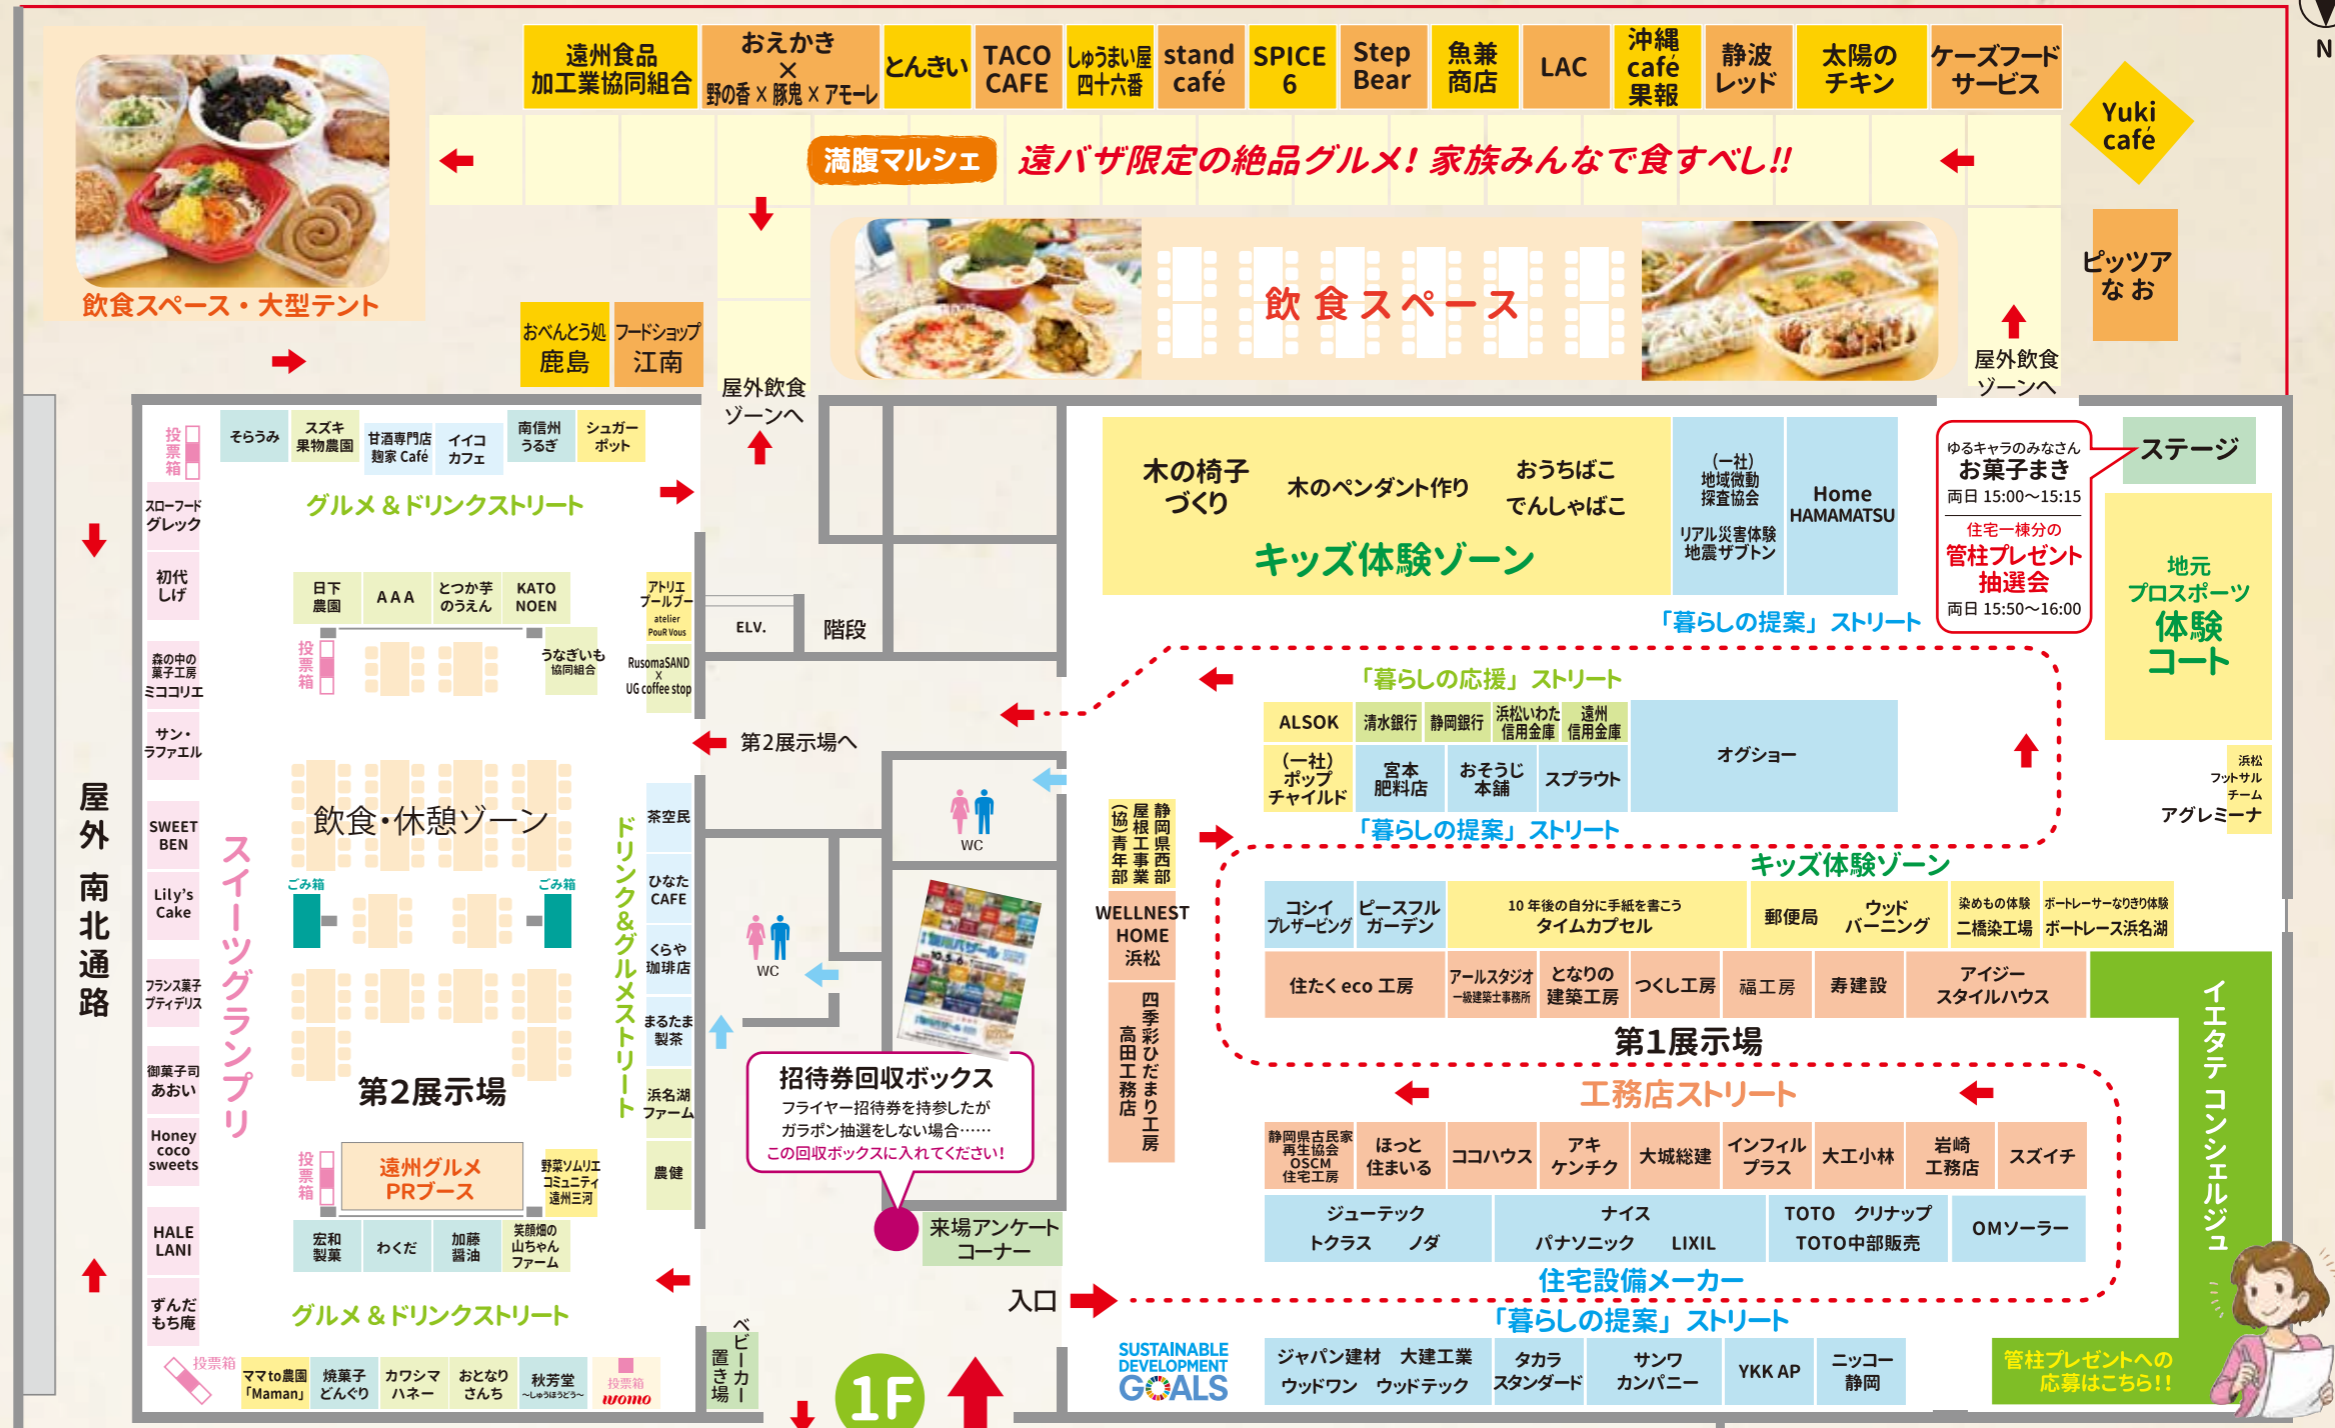 N
遠州食品
加工業協同組合
おえかき
×
野の香 × 豚鬼 × アモーレ
とんきい
TACO
CAFE
しゅうまい屋
四十六番
stand
café
SPICE
6
Step
Bear
魚兼
商店
LAC
沖縄
café
果報
静波
レッド
太陽の
チキン
ケーズフード
サービス
Yuki
café
ピッツア
なお
満腹マルシェ
遠バザ限定の絶品グルメ! 家族みんなで食すべし!!
飲食スペース・大型テント
飲食スペース
おべんとう処
鹿島
フードショップ
江南
屋外飲食
ゾーンへ
屋外飲食
ゾーンへ
屋外 南北通路
投票箱
そらうみ
スズキ
果物農園
甘酒専門店
麹家 Café
イイコ
カフェ
南信州
うるぎ
シュガー
ポット
グルメ&ドリンクストリート
スローフード
グレック
初代
しげ
森の中の
菓子工房
ミココリエ
サン・
ラファエル
SWEET
BEN
Lily's
Cake
フランス菓子
プティデリス
御菓子司
あおい
Honey
coco
sweets
HALE
LANI
ずんだ
もち庵
スイーツグランプリ
日下
農園
AAA
とつか芋
のうえん
KATO
NOEN
投票箱
うなぎいも
協同組合
アトリエ
プールブー
atelier
PouR Vous
RusomaSAND
×
UG coffee stop
飲食・休憩ゾーン
ごみ箱
ごみ箱
第2展示場
ドリンク&グルメストリート
茶空民
ひなた
CAFE
くらや
珈琲店
まるたま
製茶
浜名湖
ファーム
農健
投票箱
遠州グルメ
PRブース
野菜ソムリエ
コミュニティ
遠州三河
宏和
製菓
わくだ
加藤
醤油
笑顔畑の
山ちゃん
ファーム
グルメ&ドリンクストリート
投票箱
ママto農園
「Maman」
焼菓子
どんぐり
カワシマ
ハネー
おとなり
さんち
秋芳堂
～しゅうほうどう～
投票箱
womo
ELV.
階段
第2展示場へ
WC
WC
招待券回収ボックス
フライヤー招待券を持参したが
ガラポン抽選をしない場合……
この回収ボックスに入れてください!
来場アンケート
コーナー
入口
ベビーカー
置き場
1F
木の椅子
づくり
木のペンダント作り
おうちばこ
でんしゃばこ
キッズ体験ゾーン
(一社)
地域微動
探査協会
リアル災害体験
地震ザブトン
Home
HAMAMATSU
ゆるキャラのみなさん
お菓子まき
両日 15:00～15:15
住宅一棟分の
管柱プレゼント
抽選会
両日 15:50～16:00
ステージ
地元
プロスポーツ
体験
コート
浜松
フットサル
チーム
アグレミーナ
「暮らしの提案」ストリート
「暮らしの応援」ストリート
ALSOK
清水銀行
静岡銀行
浜松いわた
信用金庫
遠州
信用金庫
オグショー
(一社)
ポップ
チャイルド
宮本
肥料店
おそうじ
本舗
スプラウト
「暮らしの提案」ストリート
静岡県西部
屋根工事業
(協)青年部
WELLNEST
HOME
浜松
四季彩ひだまり工房
高田工務店
キッズ体験ゾーン
コシイ
プレザービング
ピースフル
ガーデン
10 年後の自分に手紙を書こう
タイムカプセル
郵便局
ウッド
バーニング
染めもの体験
二橋染工場
ボートレーサーなりきり体験
ボートレース浜名湖
住たく eco 工房
アールスタジオ
一級建築士事務所
となりの
建築工房
つくし工房
福工房
寿建設
アイジー
スタイルハウス
第1展示場
工務店ストリート
イエタテ コンシェルジュ
静岡県古民家
再生協会
OSCM
住宅工房
ほっと
住まいる
ココハウス
アキ
ケンチク
大城総建
インフィル
プラス
大工小林
岩崎
工務店
スズイチ
ジューテック
トクラス ノダ
ナイス
パナソニック LIXIL
TOTO クリナップ
TOTO中部販売
OMソーラー
住宅設備メーカー
「暮らしの提案」ストリート
SUSTAINABLE
DEVELOPMENT
GOALS
ジャパン建材 大建工業
ウッドワン ウッドテック
タカラ
スタンダード
サンワ
カンパニー
YKK AP
ニッコー
静岡
管柱プレゼントへの
応募はこちら!!